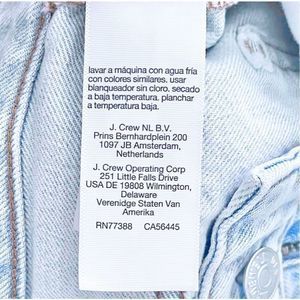 lavar a máquina con agua fría
con colores similares. usar
blanqueador sin cloro. secado
a baja temperatura. planchar
a temperatura baja.
J. Crew NL B.V.
Prins Bernhardplein 200
1097 JB Amsterdam,
Netherlands
J. Crew Operating Corp
251 Little Falls Drive
USA DE 19808 Wilmington,
Delaware
Verenidge Staten Van
Amerika
RN77388 CA56445